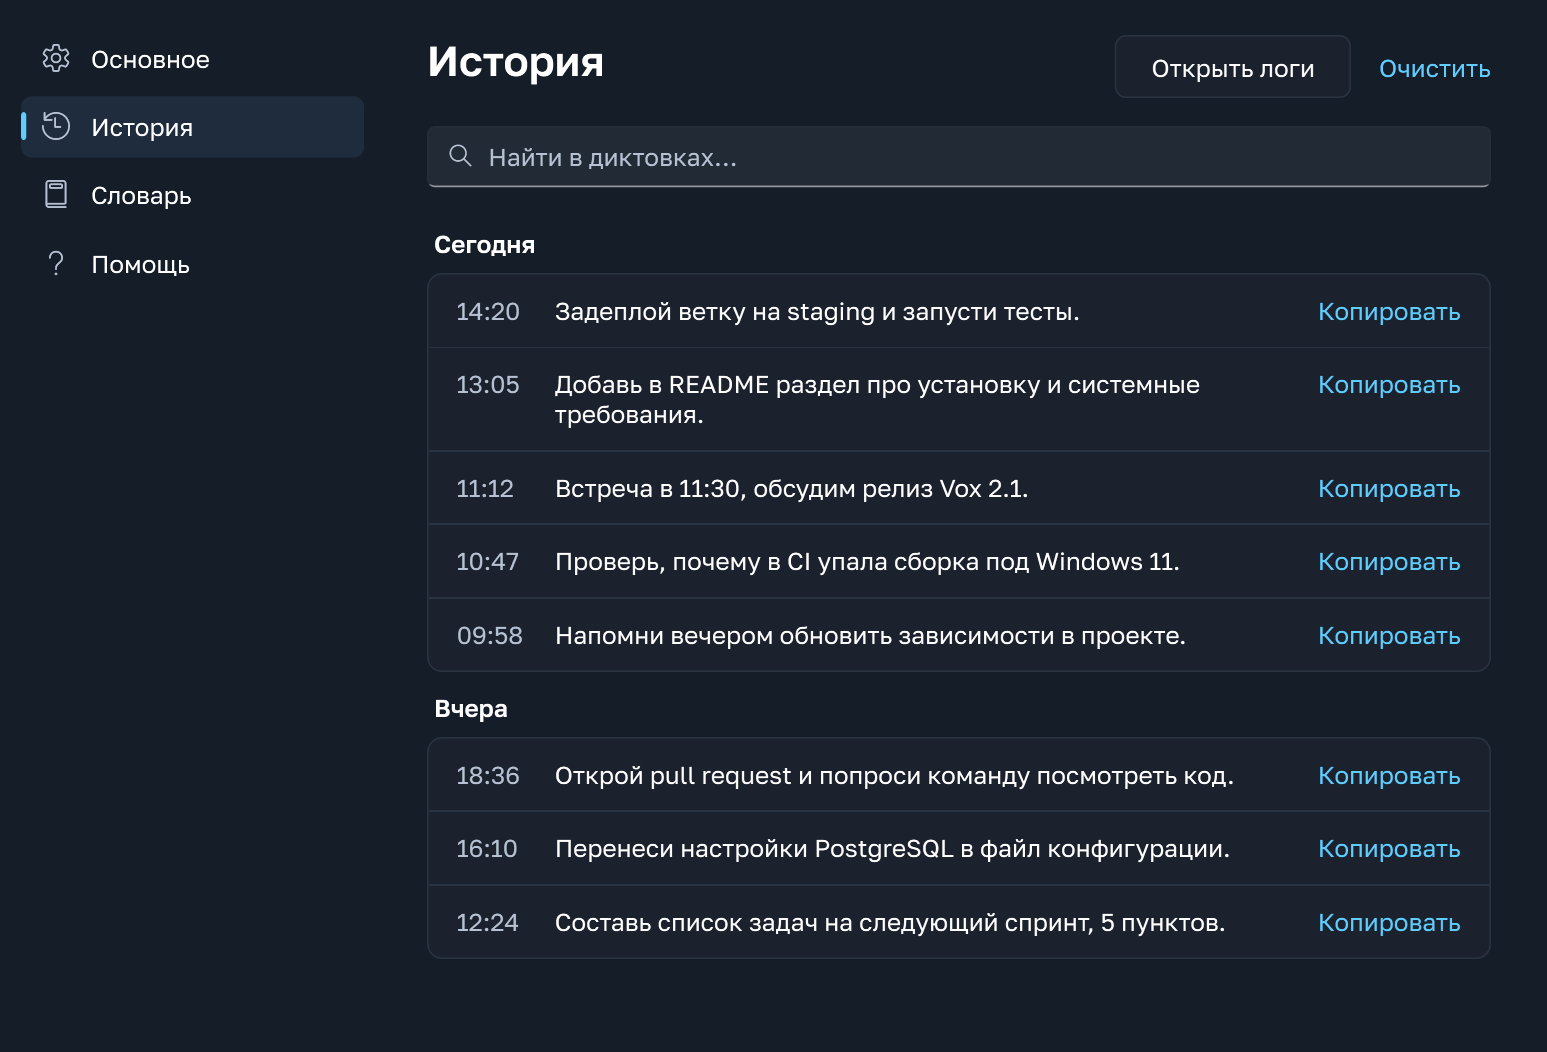 Основное
История
Словарь
Помощь
История
Открыть логи
Очистить
Найти в диктовках...
Сегодня
14:20 Задеплой ветку на staging и запусти тесты. Копировать
13:05 Добавь в README раздел про установку и системные Копировать
требования.
11:12 Встреча в 11:30, обсудим релиз Vox 2.1. Копировать
10:47 Проверь, почему в CI упала сборка под Windows 11. Копировать
09:58 Напомни вечером обновить зависимости в проекте. Копировать
Вчера
18:36 Открой pull request и попроси команду посмотреть код. Копировать
16:10 Перенеси настройки PostgreSQL в файл конфигурации. Копировать
12:24 Составь список задач на следующий спринт, 5 пунктов. Копировать